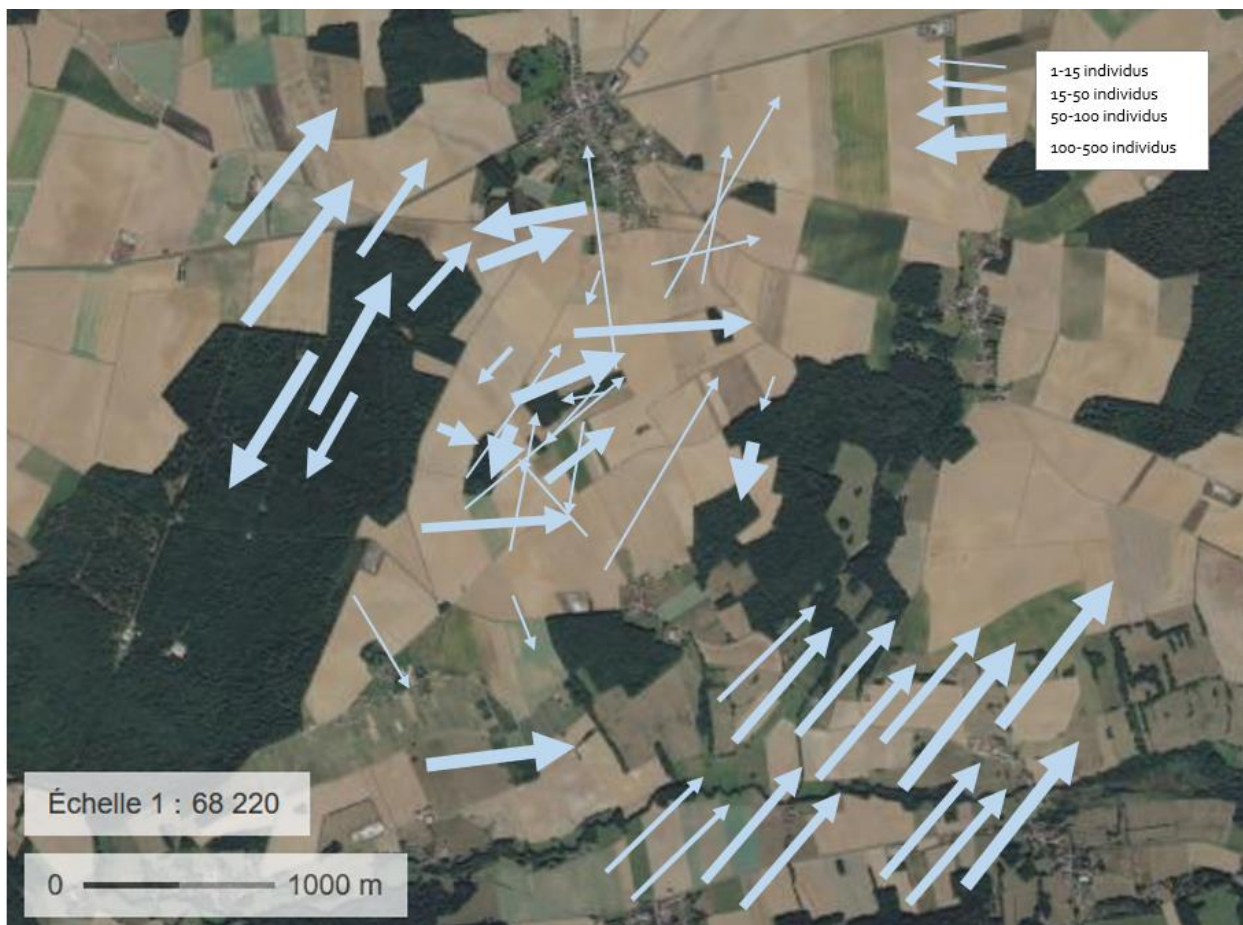 1-15 individus
15-50 individus
50-100 individus
100-500 individus
Échelle 1 : 68 220
0 1000 m